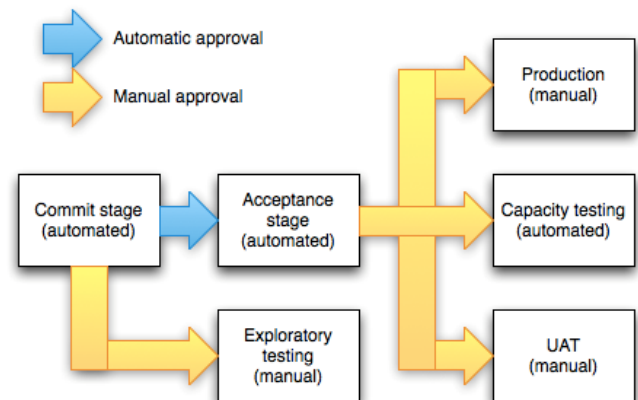 Automatic approval
Manual approval
Production
(manual)
Commit stage
(automated)
Acceptance
stage
(automated)
Capacity testing
(automated)
Exploratory
testing
(manual)
UAT
(manual)